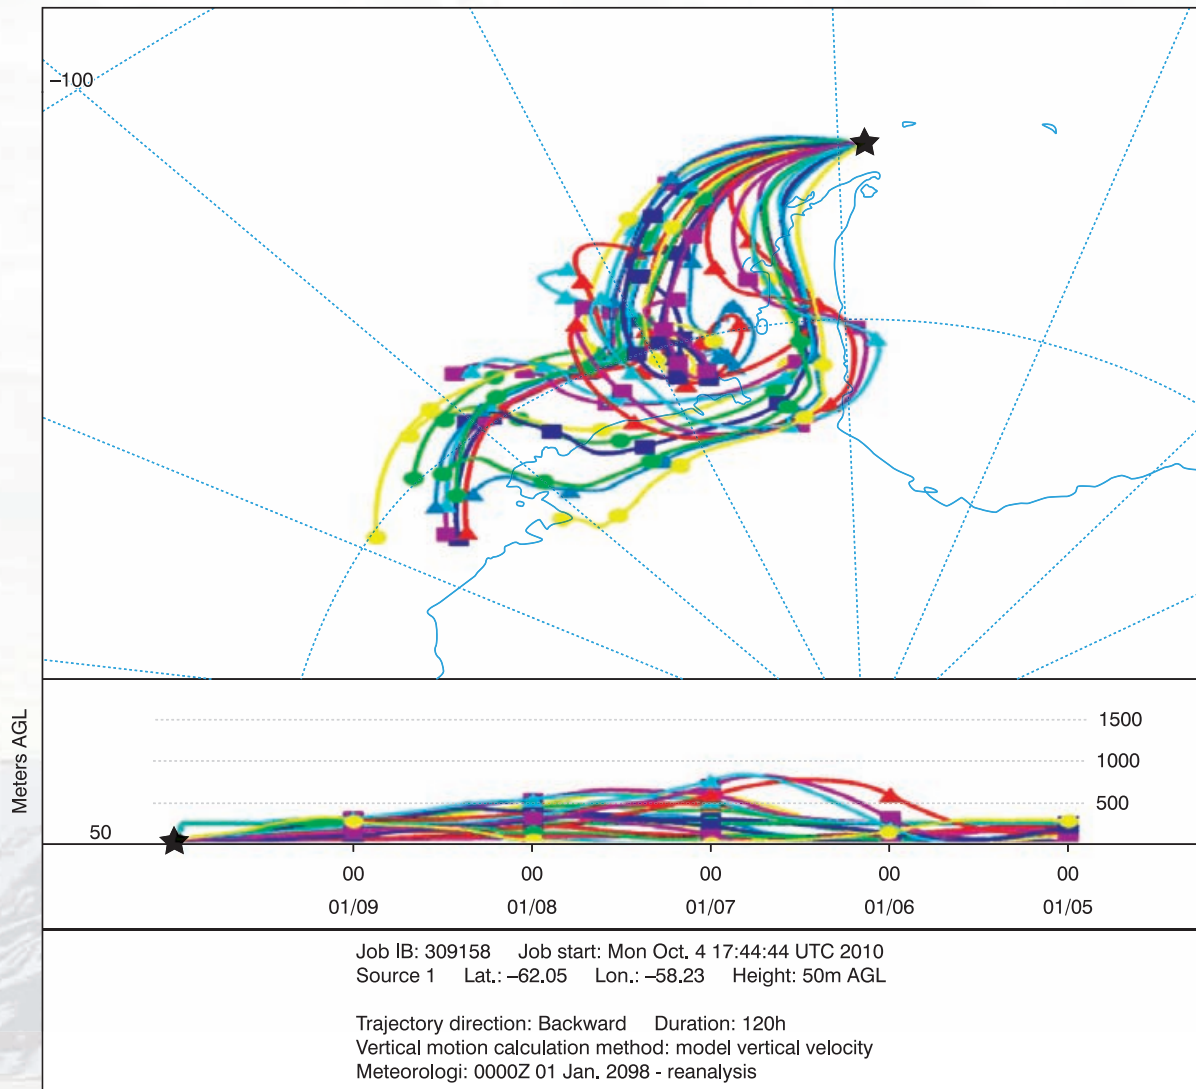 –100
Meters AGL
1500
1000
500
50
00 00 00 00 00
01/09 01/08 01/07 01/06 01/05
Job IB: 309158 Job start: Mon Oct. 4 17:44:44 UTC 2010
Source 1 Lat.: –62.05 Lon.: –58.23 Height: 50m AGL
Trajectory direction: Backward Duration: 120h
Vertical motion calculation method: model vertical velocity
Meteorologi: 0000Z 01 Jan. 2098 - reanalysis